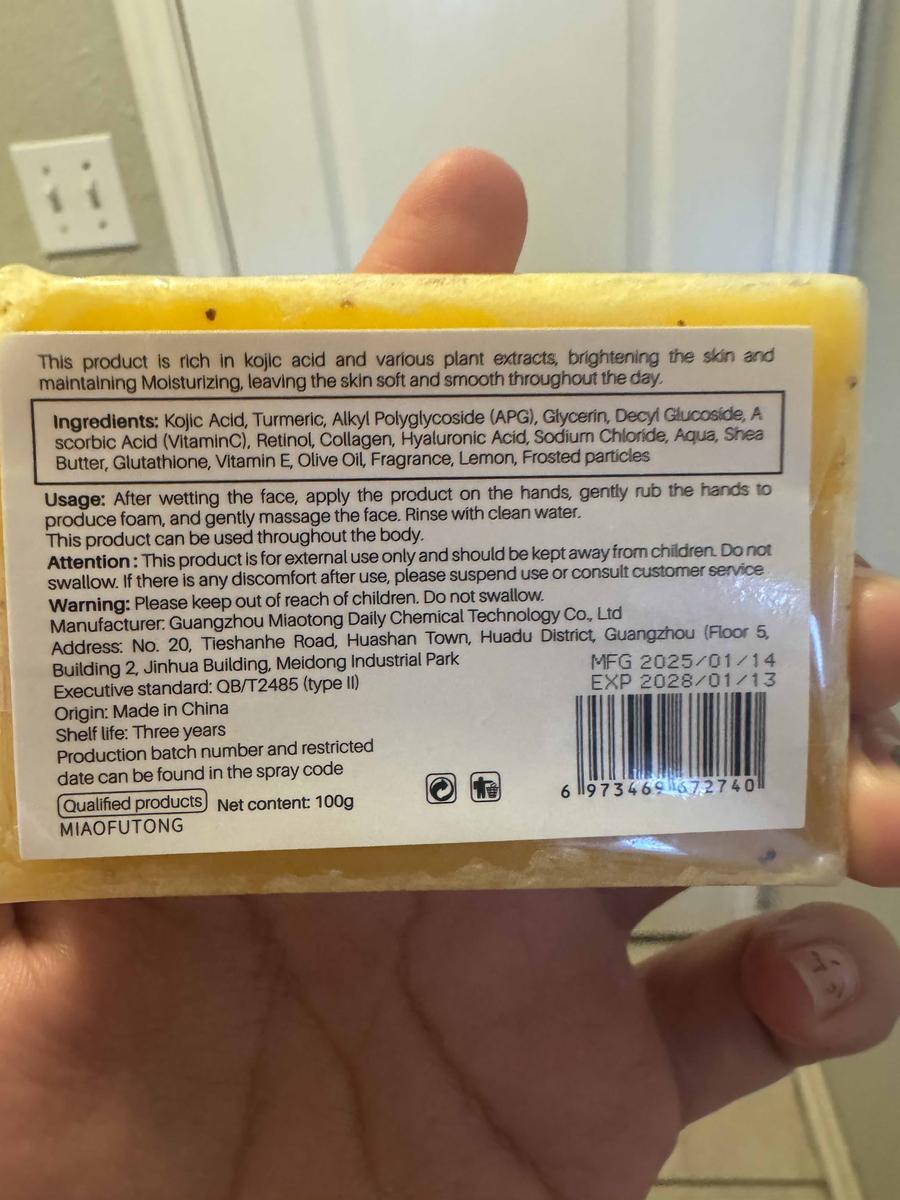 This product is rich in kojic acid and various plant extracts, brightening the skin and
maintaining Moisturizing, leaving the skin soft and smooth throughout the day.
Ingredients: Kojic Acid, Turmeric, Alkyl Polyglycoside (APG), Glycerin, Decyl Glucoside, A
scorbic Acid (VitaminC), Retinol, Collagen, Hyaluronic Acid, Sodium Chloride, Aqua, Shea
Butter, Glutathione, Vitamin E, Olive Oil, Fragrance, Lemon, Frosted particles
Usage: After wetting the face, apply the product on the hands, gently rub the hands to
produce foam, and gently massage the face. Rinse with clean water.
This product can be used throughout the body.
Attention : This product is for external use only and should be kept away from children. Do not
swallow. If there is any discomfort after use, please suspend use or consult customer service
Warning: Please keep out of reach of children. Do not swallow.
Manufacturer: Guangzhou Miaotong Daily Chemical Technology Co., Ltd
Address: No. 20, Tieshanhe Road, Huashan Town, Huadu District, Guangzhou (Floor 5,
Building 2, Jinhua Building, Meidong Industrial Park
Executive standard: QB/T2485 (type II)
Origin: Made in China
Shelf life: Three years
Production batch number and restricted
date can be found in the spray code
Qualified products Net content: 100g
MIAOFUTONG
MFG 2025/01/14
EXP 2028/01/13
6 973469 672740